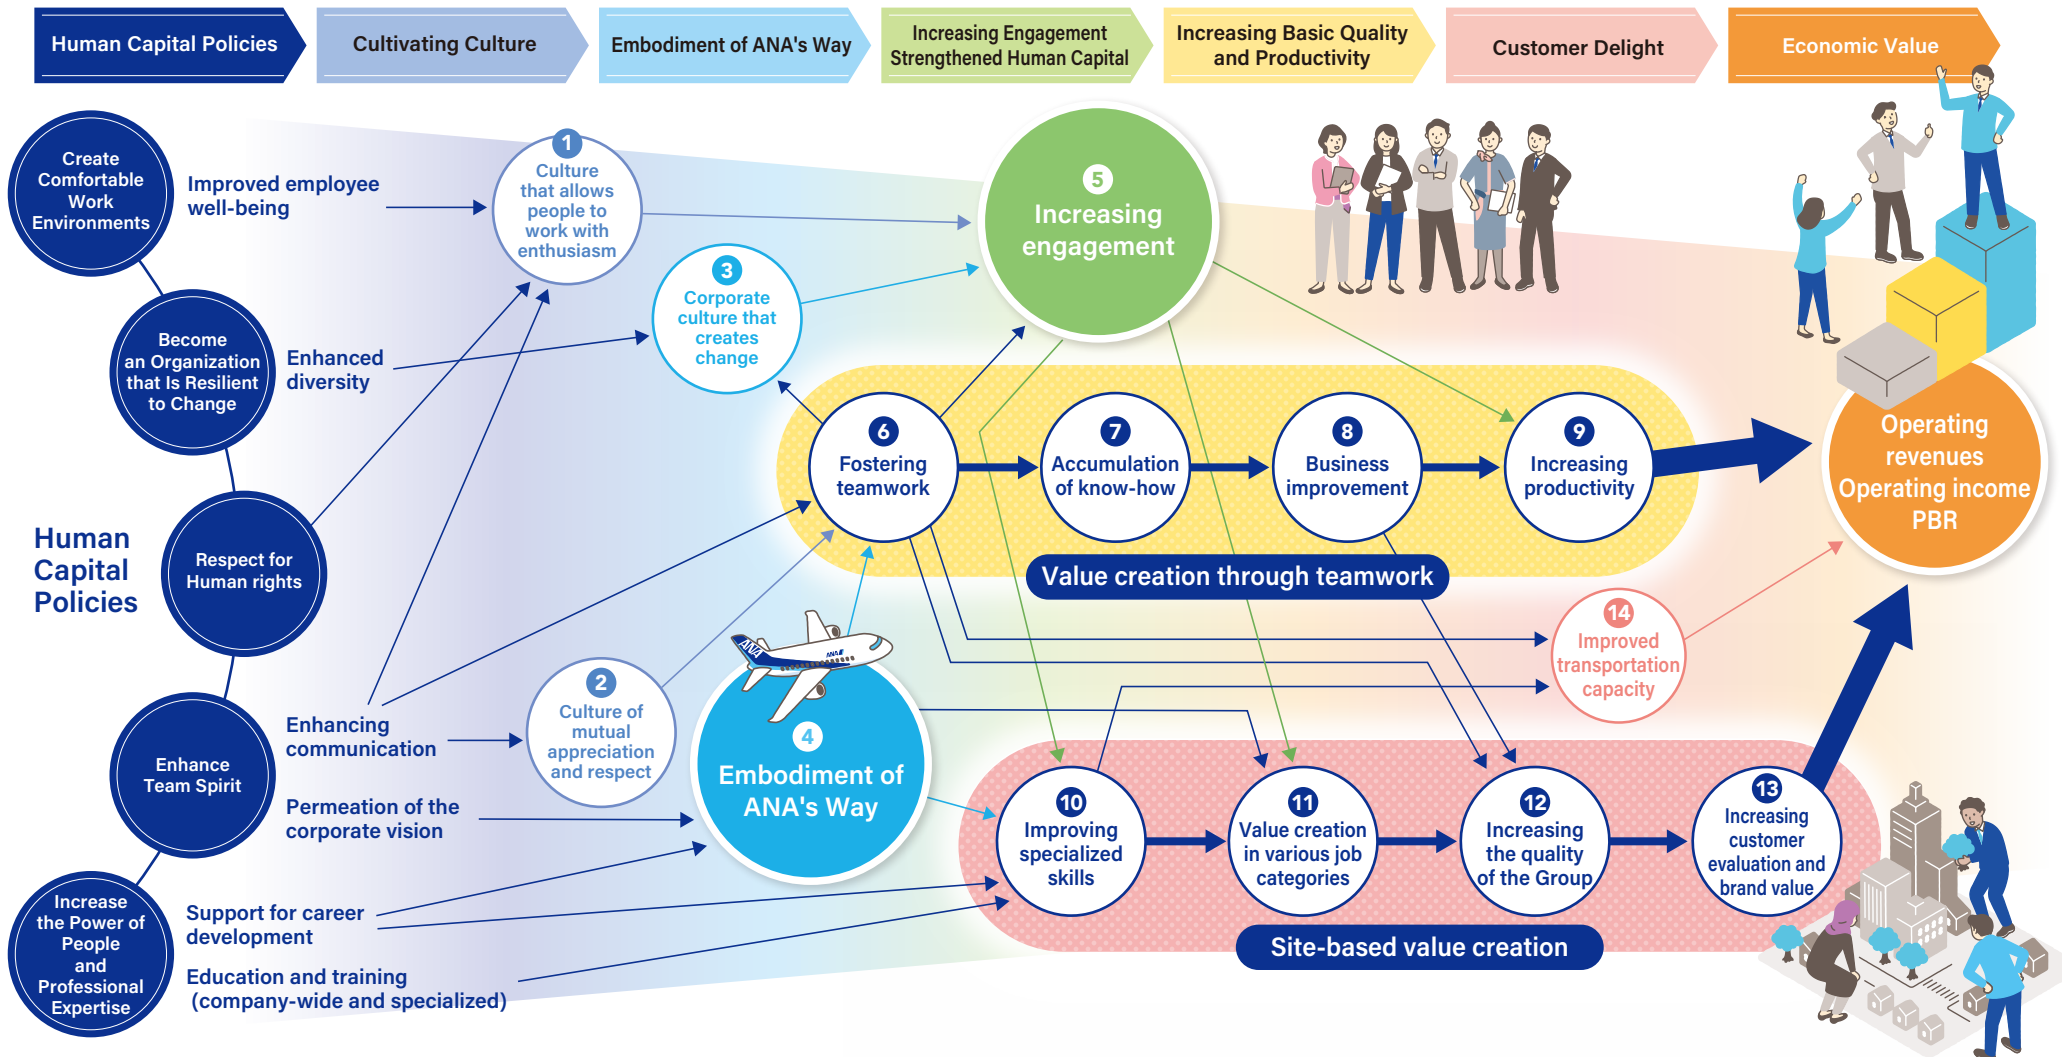 Human Capital Policies
Cultivating Culture
Embodiment of ANA's Way
Increasing Engagement
Strengthened Human Capital
Increasing Basic Quality
and Productivity
Customer Delight
Economic Value
Create
Comfortable
Work
Environments
Improved employee
well-being
Become
an Organization
that Is Resilient
to Change
Enhanced
diversity
Human
Capital
Policies
Respect for
Human rights
Enhance
Team Spirit
Enhancing
communication
Permeation of the
corporate vision
Increase
the Power of
People
and
Professional
Expertise
Support for career
development
Education and training
(company-wide and specialized)
1
Culture
that allows
people to
work with
enthusiasm
2
Culture of
mutual
appreciation
and respect
3
Corporate
culture that
creates
change
ANA
ANA
4
Embodiment of
ANA's Way
5
Increasing
engagement
6
Fostering
teamwork
7
Accumulation
of know-how
8
Business
improvement
9
Increasing
productivity
Value creation through teamwork
10
Improving
specialized
skills
11
Value creation
in various job
categories
12
Increasing
the quality
of the Group
13
Increasing
customer
evaluation and
brand value
Site-based value creation
14
Improved
transportation
capacity
Operating
revenues
Operating income
PBR